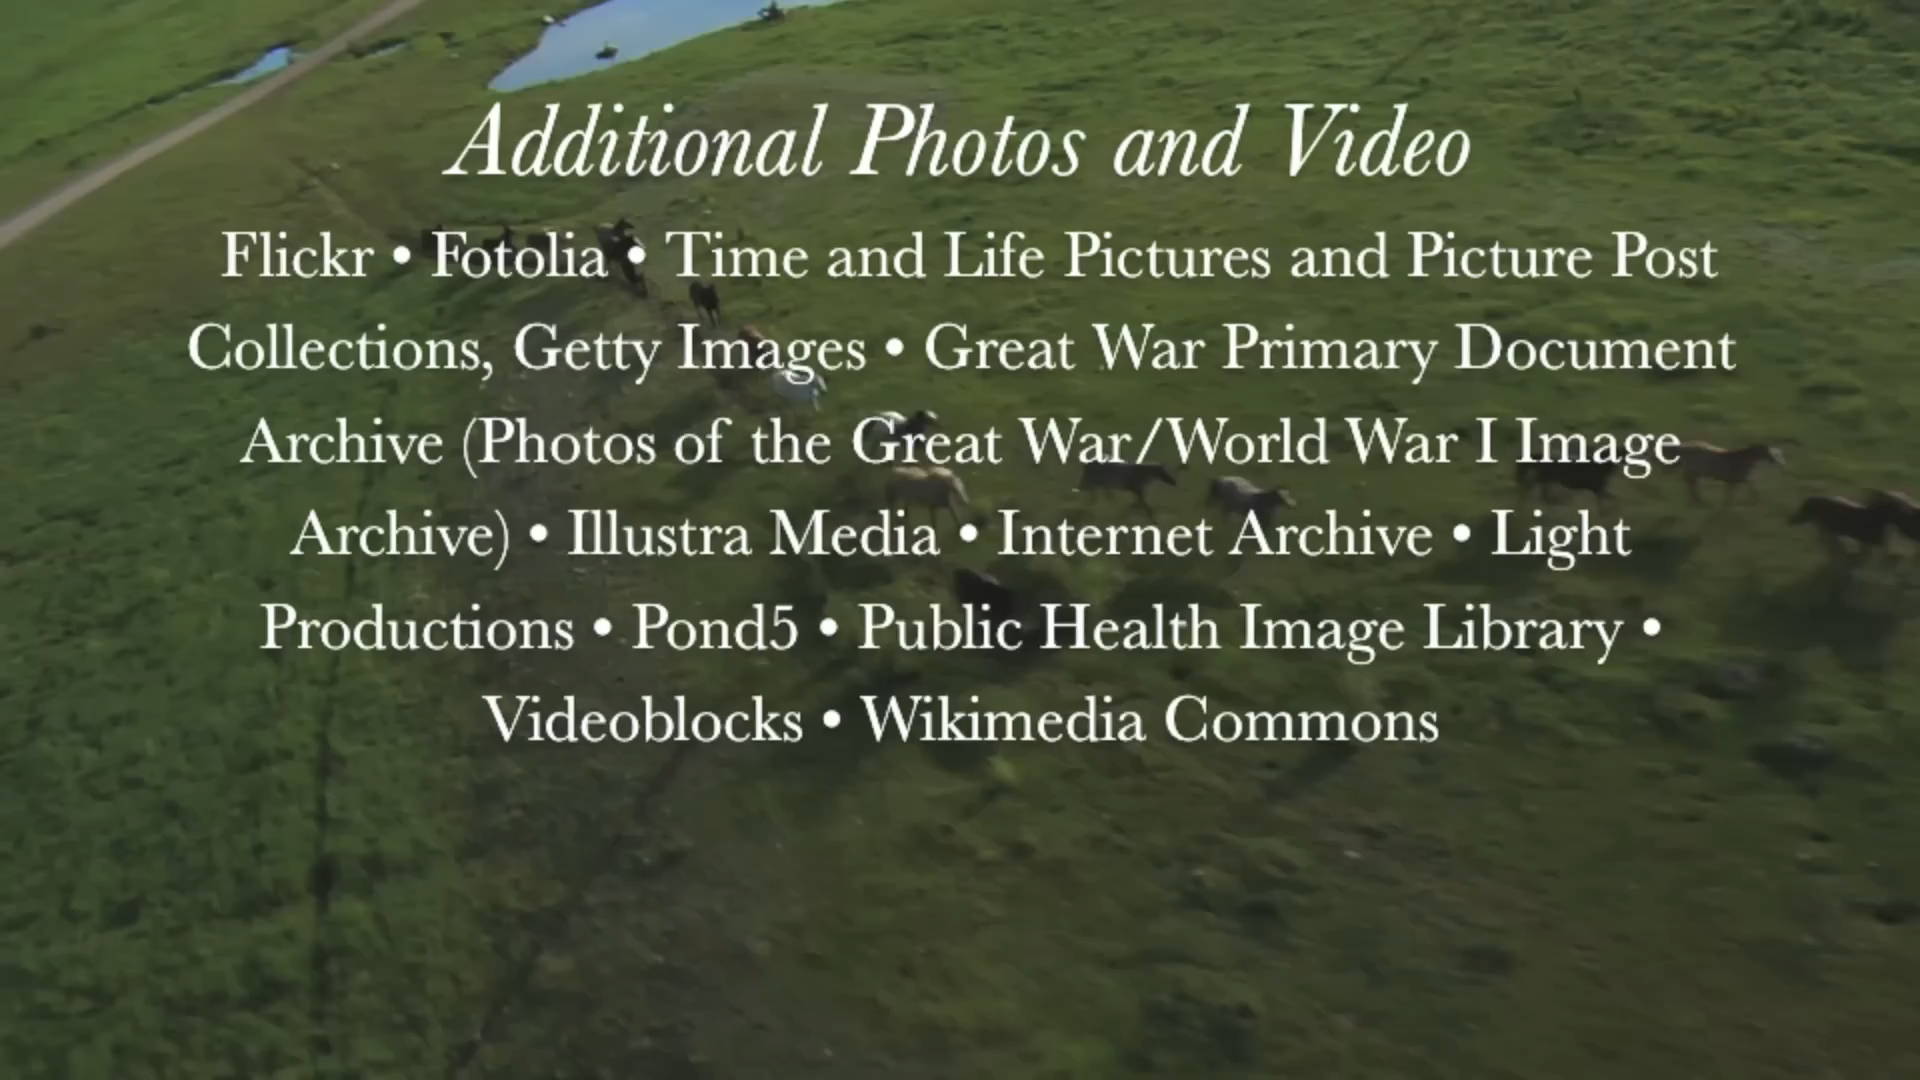 Additional Photos and Video
Flickr • Fotolia • Time and Life Pictures and Picture Post
Collections, Getty Images • Great War Primary Document
Archive (Photos of the Great War/World War I Image
Archive) • Illustra Media • Internet Archive • Light
Productions • Pond5 • Public Health Image Library •
Videoblocks • Wikimedia Commons